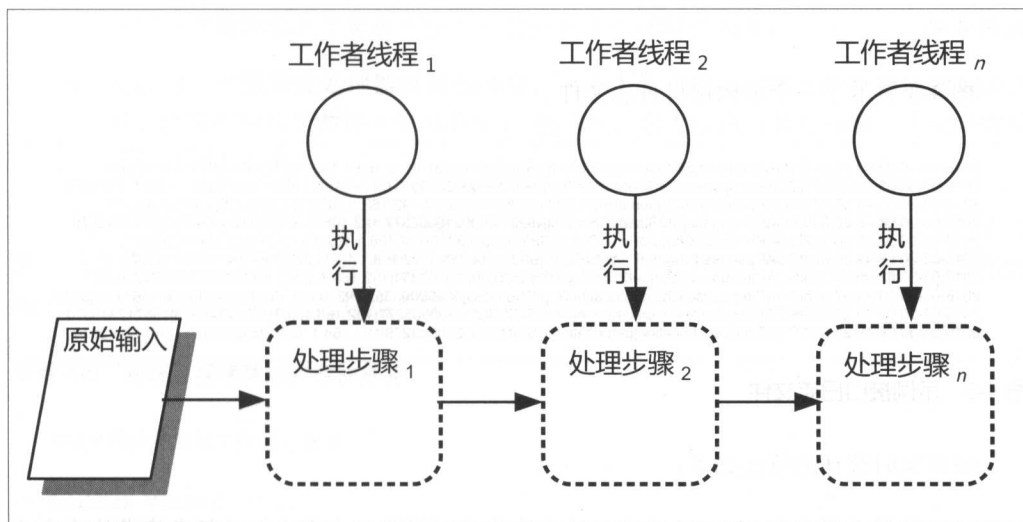 工作者线程 1
工作者线程 2
工作者线程 n
执行
执行
执行
原始输入
处理步骤 1
处理步骤 2
处理步骤 n